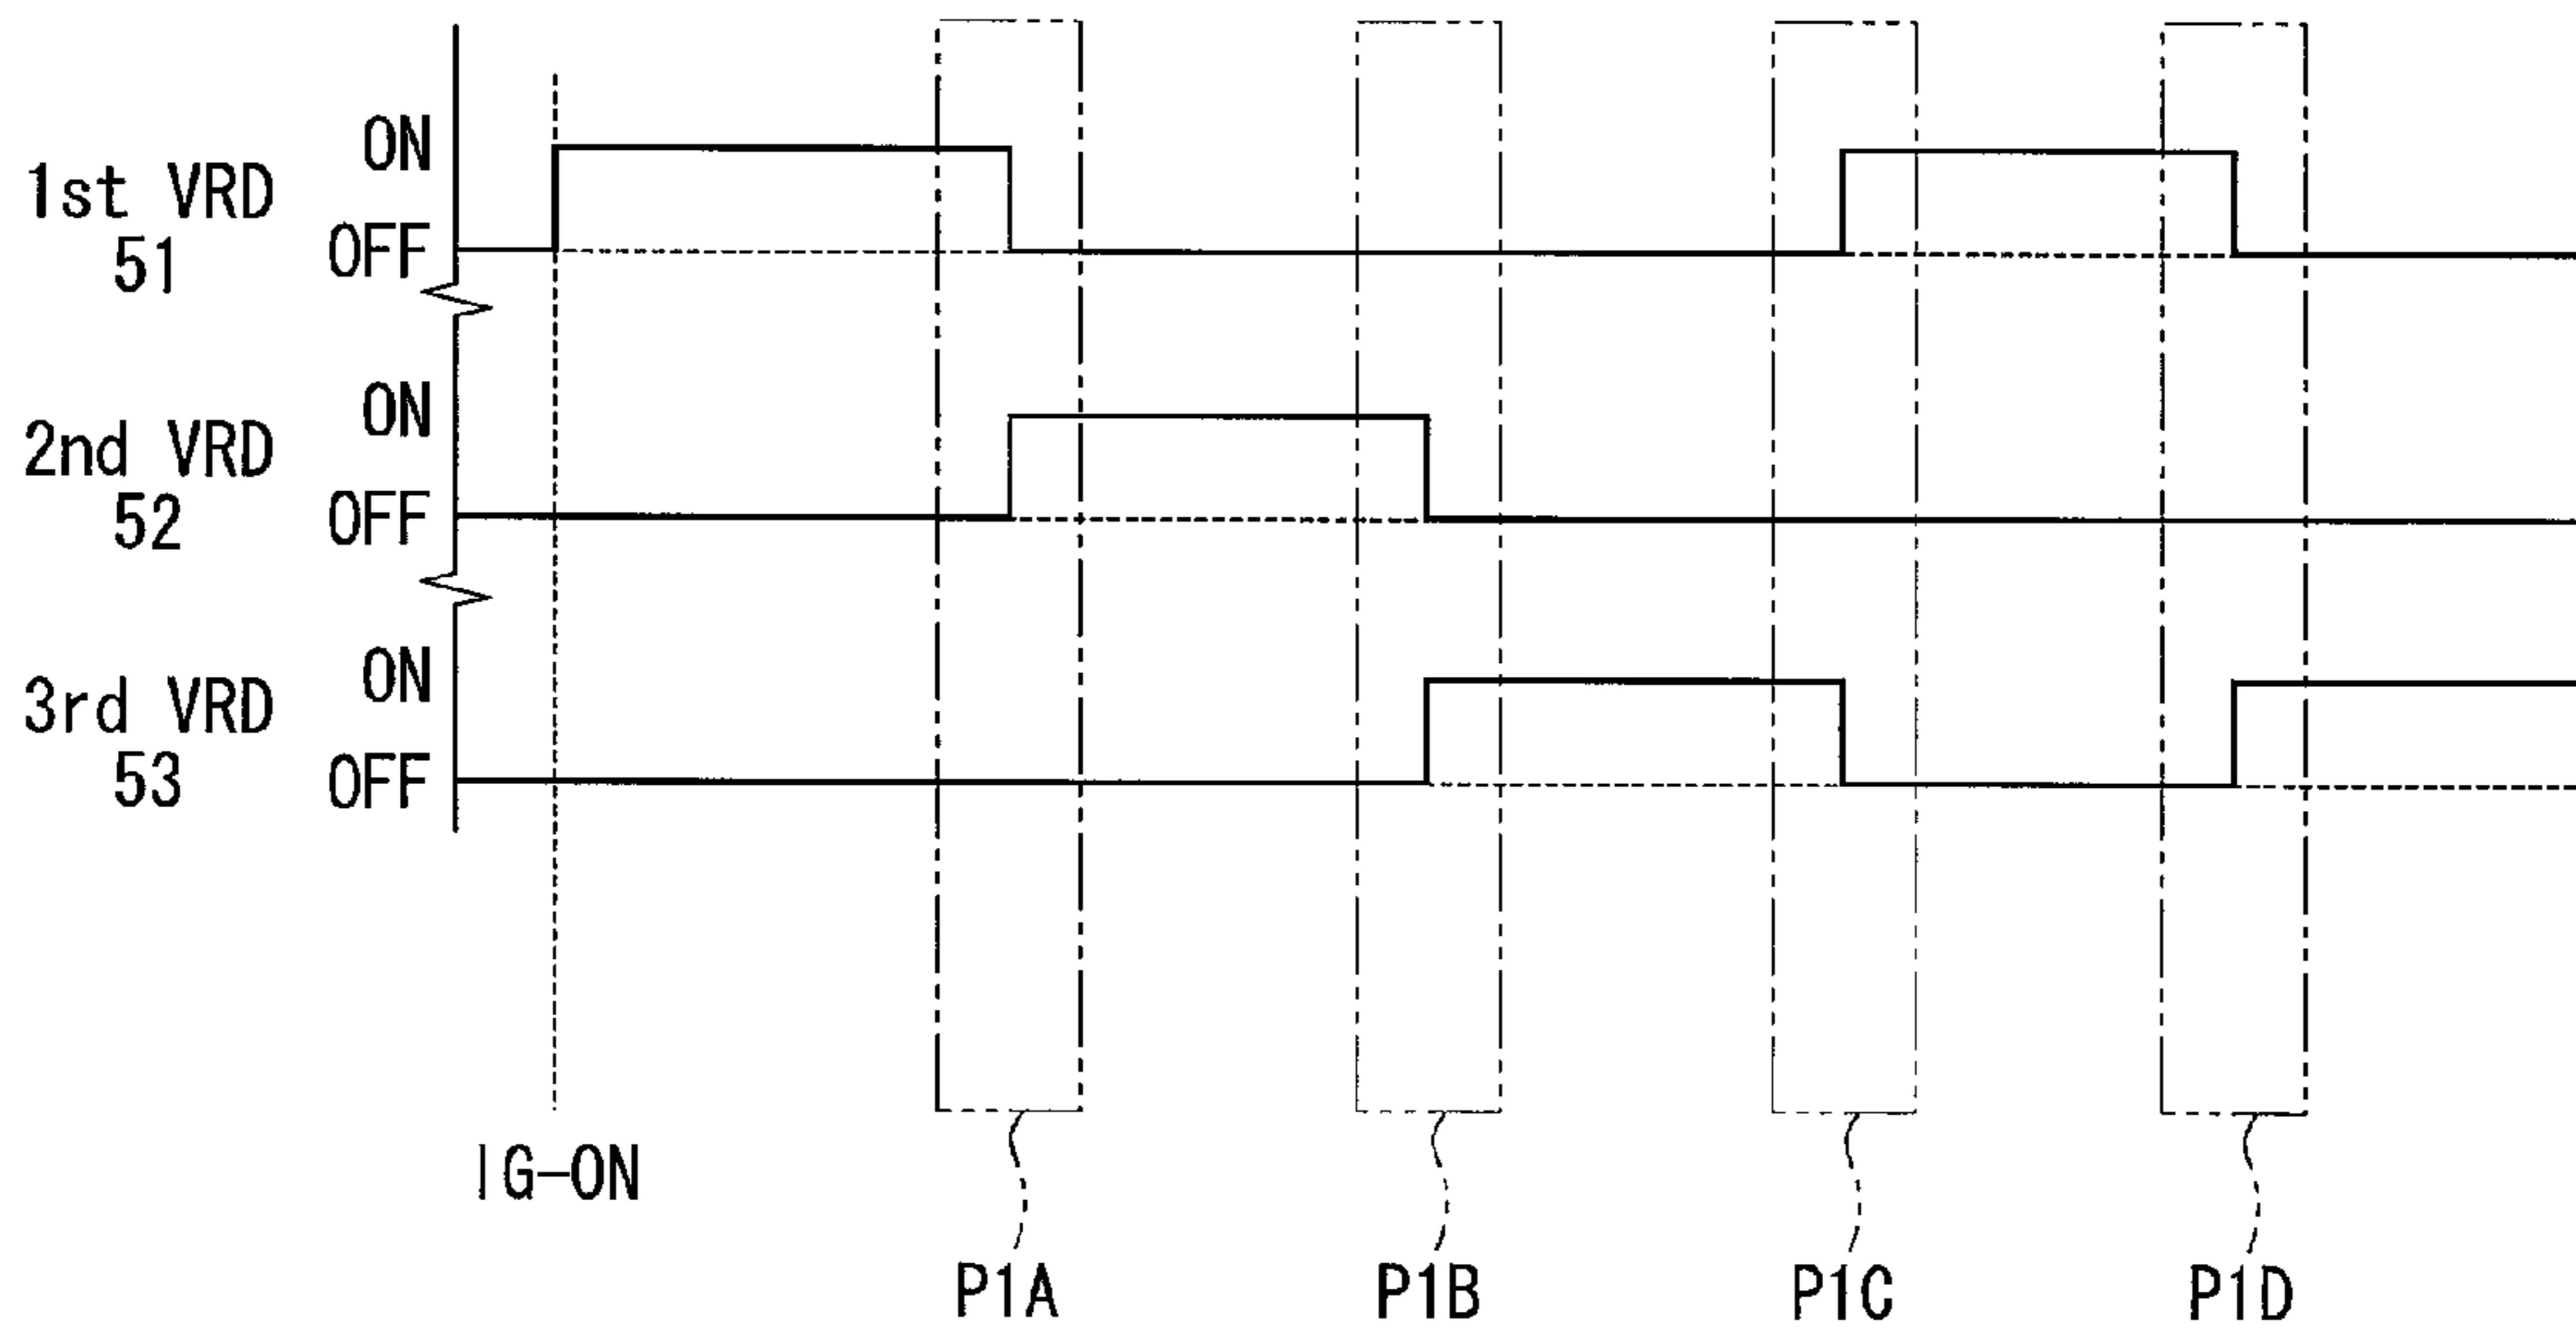 ON
1st VRD
51
OFF
ON
2nd VRD
52
OFF
ON
3rd VRD
53
OFF
IG-ON
P1A
P1B
P1C
P1D